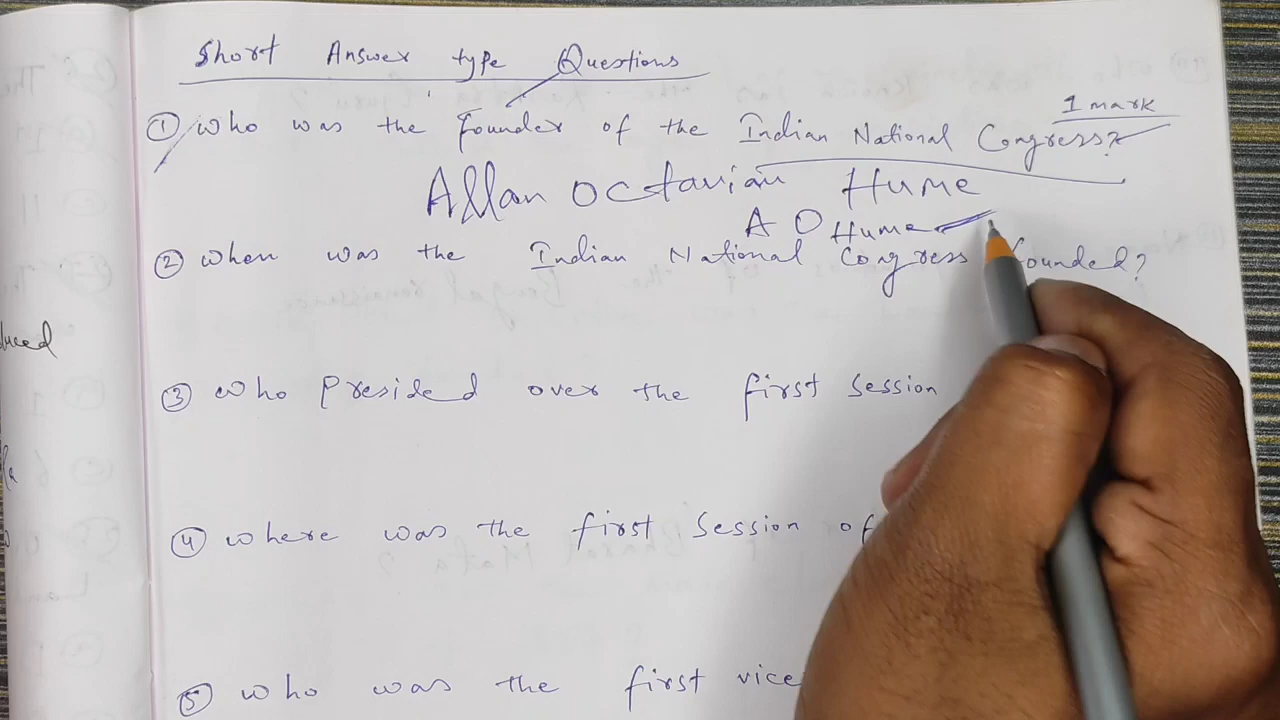 Short Answer type Questions
1 mark
① who was the founder of the Indian National Congress?
Allan Octavian Hume
A O Hume
② when was the Indian National Congress founded?
③ who presided over the first session
④ where was the first session of
⑤ who was the first vice